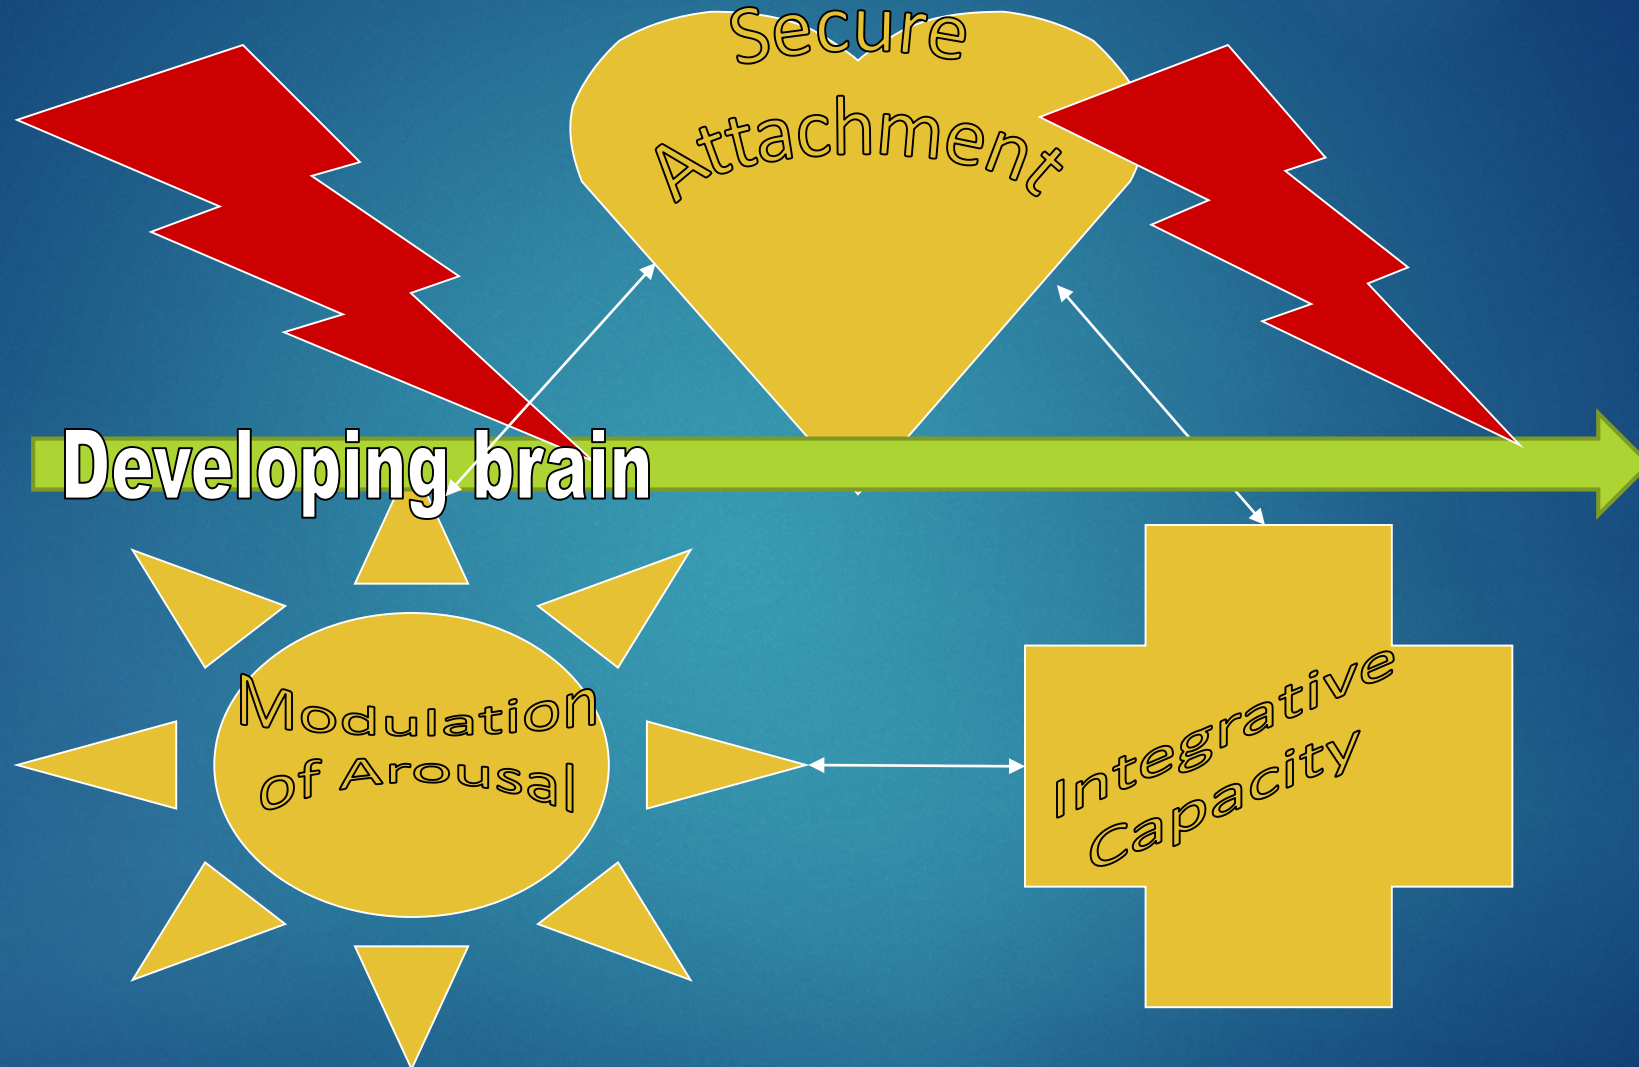 Secure
Attachment
Developing brain
Modulation
of Arousal
Integrative
Capacity